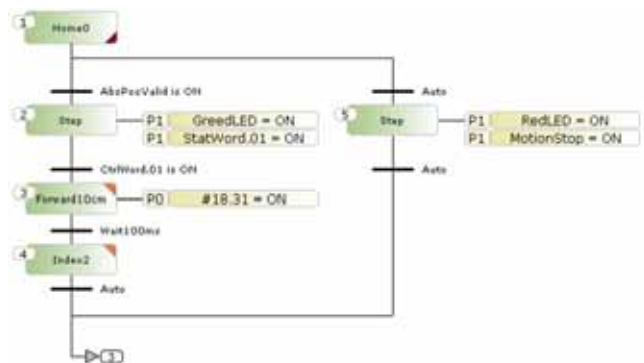 1 Home0
AbsPosValid is ON
Auto
2 Step P1 GreedLED = ON
P1 StatWord.01 = ON
5 Step P1 RedLED = ON
P1 MotionStop = ON
CtrlWord.01 is ON
Auto
3 Forward10cm P0 #18.31 = ON
Wait100ms
4 Index2
Auto
3